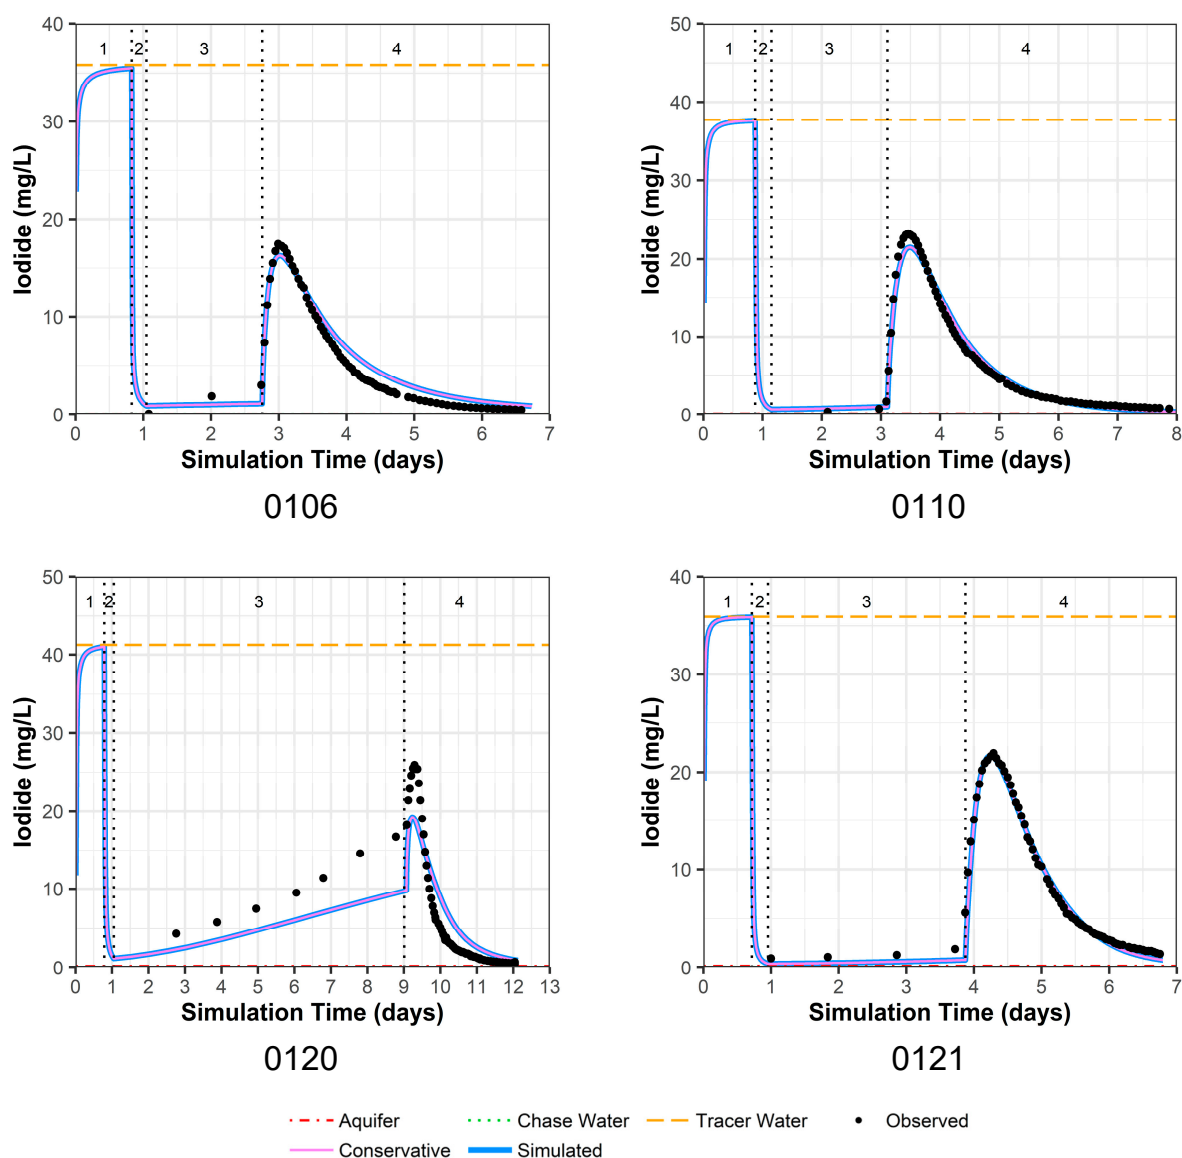 40
30
20
10
0
Iodide (mg/L)
1 2 3 4
0 1 2 3 4 5 6 7
Simulation Time (days)
0106
50
40
30
20
10
0
Iodide (mg/L)
1 2 3 4
0 1 2 3 4 5 6 7 8
Simulation Time (days)
0110
50
40
30
20
10
0
Iodide (mg/L)
1 2 3 4
0 1 2 3 4 5 6 7 8 9 10 11 12 13
Simulation Time (days)
0120
40
30
20
10
0
Iodide (mg/L)
1 2 3 4
0 1 2 3 4 5 6 7
Simulation Time (days)
0121
Aquifer Chase Water Tracer Water Observed
Conservative Simulated